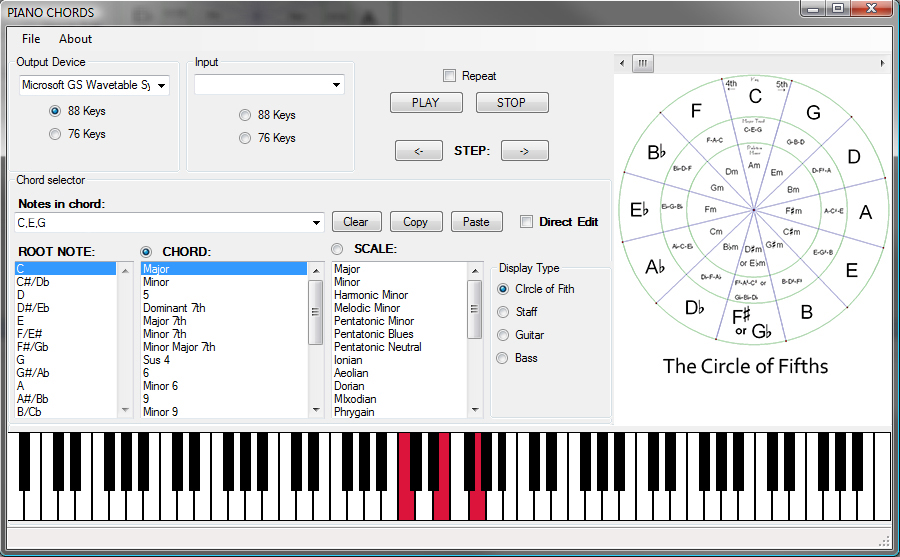 PIANO CHORDS
File About
Output Device
Microsoft GS Wavetable Sy
88 Keys
76 Keys
Input
88 Keys
76 Keys
Repeat
PLAY STOP
<- STEP: ->
Chord selector
Notes in chord:
C,E,G
Clear Copy Paste Direct Edit
ROOT NOTE:
C
C#/Db
D
D#/Eb
E
F/E#
F#/Gb
G
G#/Ab
A
A#/Bb
B/Cb
CHORD:
Major
Minor
5
Dominant 7th
Major 7th
Minor 7th
Minor Major 7th
Sus 4
6
Minor 6
9
Minor 9
SCALE:
Major
Minor
Harmonic Minor
Melodic Minor
Pentatonic Minor
Pentatonic Blues
Pentatonic Neutral
Ionian
Aeolian
Dorian
MIxodian
Phrygain
Display Type
CIrcle of Fith
Staff
Guitar
Bass
4th 5th
C
G
D
A
E
B
F♯
or G♭
D♭
A♭
E♭
B♭
F
C-E-G
G-B-D
D-F♯-A
A-C♯-E
E-G♯-B
B-D♯-F♯
F♯-A♯-C♯ or
G♭-B♭-D♭
D♭-F-A♭
A♭-C-E♭
E♭-G-B♭
B♭-D-F
F-A-C
Am
Em
Bm
F♯m
C♯m
G♯m
D♯m
or E♭m
B♭m
Cm
Fm
Gm
Dm
The Circle of Fifths